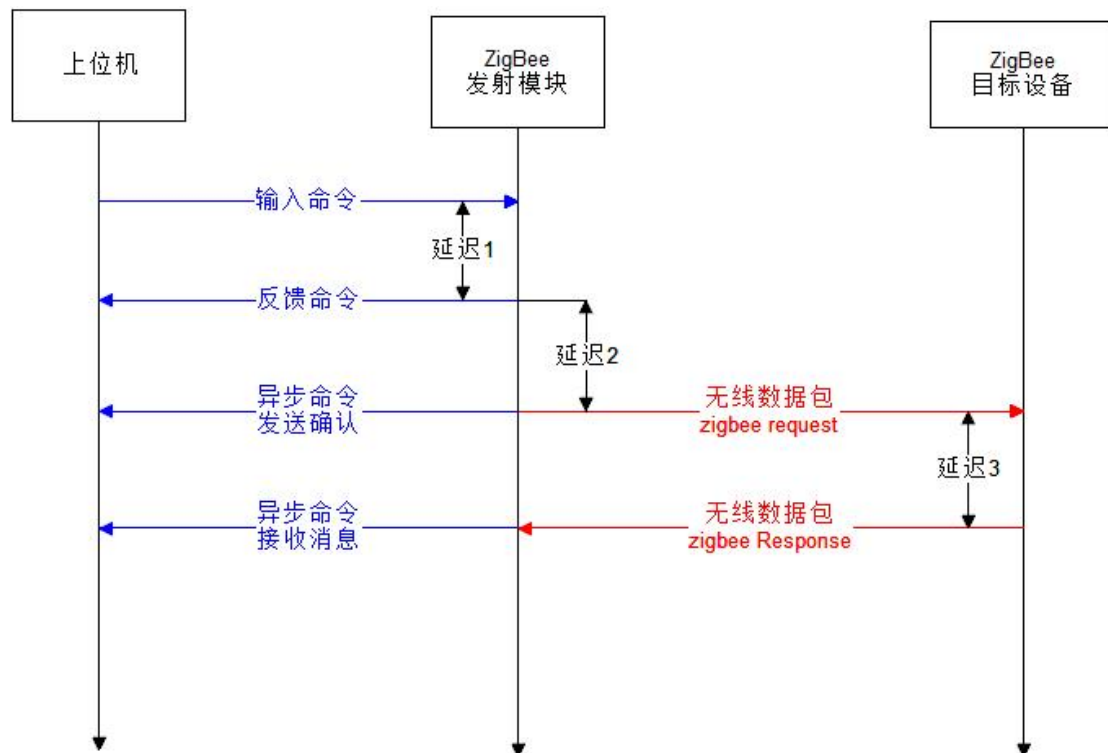 上位机
ZigBee
发射模块
ZigBee
目标设备
输入命令
延迟1
反馈命令
延迟2
异步命令
发送确认
无线数据包
zigbee request
延迟3
异步命令
接收消息
无线数据包
zigbee Response